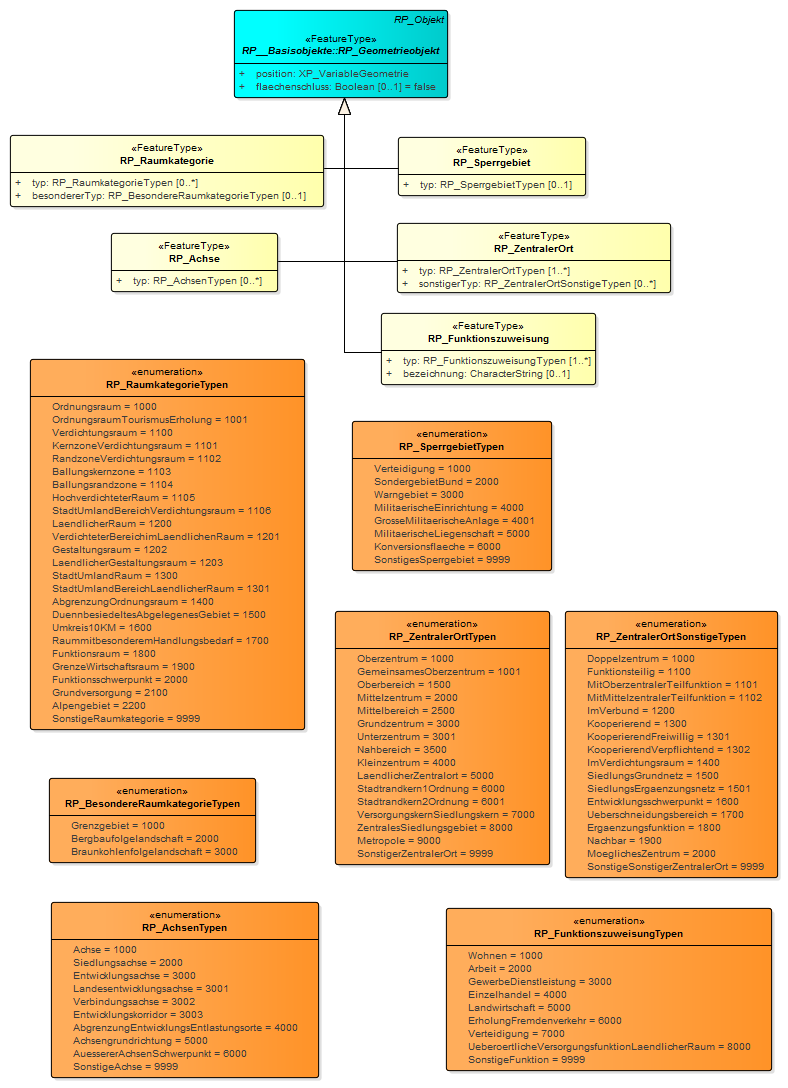 RP_Objekt
«FeatureType»
RP__Basisobjekte::RP_Geometrieobjekt
+ position: XP_VariableGeometrie
+ flaechenschluss: Boolean [0..1] = false
«FeatureType»
RP_Raumkategorie
+ typ: RP_RaumkategorieTypen [0..*]
+ besondererTyp: RP_BesondereRaumkategorieTypen [0..1]
«FeatureType»
RP_Sperrgebiet
+ typ: RP_SperrgebietTypen [0..1]
«FeatureType»
RP_Achse
+ typ: RP_AchsenTypen [0..*]
«FeatureType»
RP_ZentralerOrt
+ typ: RP_ZentralerOrtTypen [1..*]
+ sonstigerTyp: RP_ZentralerOrtSonstigeTypen [0..*]
«FeatureType»
RP_Funktionszuweisung
+ typ: RP_FunktionszuweisungTypen [1..*]
+ bezeichnung: CharacterString [0..1]
«enumeration»
RP_RaumkategorieTypen
Ordnungsraum = 1000
OrdnungsraumTourismusErholung = 1001
Verdichtungsraum = 1100
KernzoneVerdichtungsraum = 1101
RandzoneVerdichtungsraum = 1102
Ballungskernzone = 1103
Ballungsrandzone = 1104
HochverdichteterRaum = 1105
StadtUmlandBereichVerdichtungsraum = 1106
LaendlicherRaum = 1200
VerdichteterBereichimLaendlichenRaum = 1201
Gestaltungsraum = 1202
LaendlicherGestaltungsraum = 1203
StadtUmlandRaum = 1300
StadtUmlandBereichLaendlicherRaum = 1301
AbgrenzungOrdnungsraum = 1400
DuennbesiedeltesAbgelegenesGebiet = 1500
Umkreis10KM = 1600
RaummitbesonderemHandlungsbedarf = 1700
Funktionsraum = 1800
GrenzeWirtschaftsraum = 1900
Funktionsschwerpunkt = 2000
Grundversorgung = 2100
Alpengebiet = 2200
SonstigeRaumkategorie = 9999
«enumeration»
RP_SperrgebietTypen
Verteidigung = 1000
SondergebietBund = 2000
Warngebiet = 3000
MilitaerischeEinrichtung = 4000
GrosseMilitaerischeAnlage = 4001
MilitaerischeLiegenschaft = 5000
Konversionsflaeche = 6000
SonstigesSperrgebiet = 9999
«enumeration»
RP_ZentralerOrtTypen
Oberzentrum = 1000
GemeinsamesOberzentrum = 1001
Oberbereich = 1500
Mittelzentrum = 2000
Mittelbereich = 2500
Grundzentrum = 3000
Unterzentrum = 3001
Nahbereich = 3500
Kleinzentrum = 4000
LaendlicherZentralort = 5000
Stadtrandkern1Ordnung = 6000
Stadtrandkern2Ordnung = 6001
VersorgungskernSiedlungskern = 7000
ZentralesSiedlungsgebiet = 8000
Metropole = 9000
SonstigerZentralerOrt = 9999
«enumeration»
RP_ZentralerOrtSonstigeTypen
Doppelzentrum = 1000
Funktionsteilig = 1100
MitOberzentralerTeilfunktion = 1101
MitMittelzentralerTeilfunktion = 1102
ImVerbund = 1200
Kooperierend = 1300
KooperierendFreiwillig = 1301
KooperierendVerpflichtend = 1302
ImVerdichtungsraum = 1400
SiedlungsGrundnetz = 1500
SiedlungsErgaenzungsnetz = 1501
Entwicklungsschwerpunkt = 1600
Ueberschneidungsbereich = 1700
Ergaenzungsfunktion = 1800
Nachbar = 1900
MoeglichesZentrum = 2000
SonstigeSonstigerZentralerOrt = 9999
«enumeration»
RP_BesondereRaumkategorieTypen
Grenzgebiet = 1000
Bergbaufolgelandschaft = 2000
Braunkohlenfolgelandschaft = 3000
«enumeration»
RP_AchsenTypen
Achse = 1000
Siedlungsachse = 2000
Entwicklungsachse = 3000
Landesentwicklungsachse = 3001
Verbindungsachse = 3002
Entwicklungskorridor = 3003
AbgrenzungEntwicklungsEntlastungsorte = 4000
Achsengrundrichtung = 5000
AuessererAchsenSchwerpunkt = 6000
SonstigeAchse = 9999
«enumeration»
RP_FunktionszuweisungTypen
Wohnen = 1000
Arbeit = 2000
GewerbeDienstleistung = 3000
Einzelhandel = 4000
Landwirtschaft = 5000
ErholungFremdenverkehr = 6000
Verteidigung = 7000
UeberoertlicheVersorgungsfunktionLaendlicherRaum = 8000
SonstigeFunktion = 9999